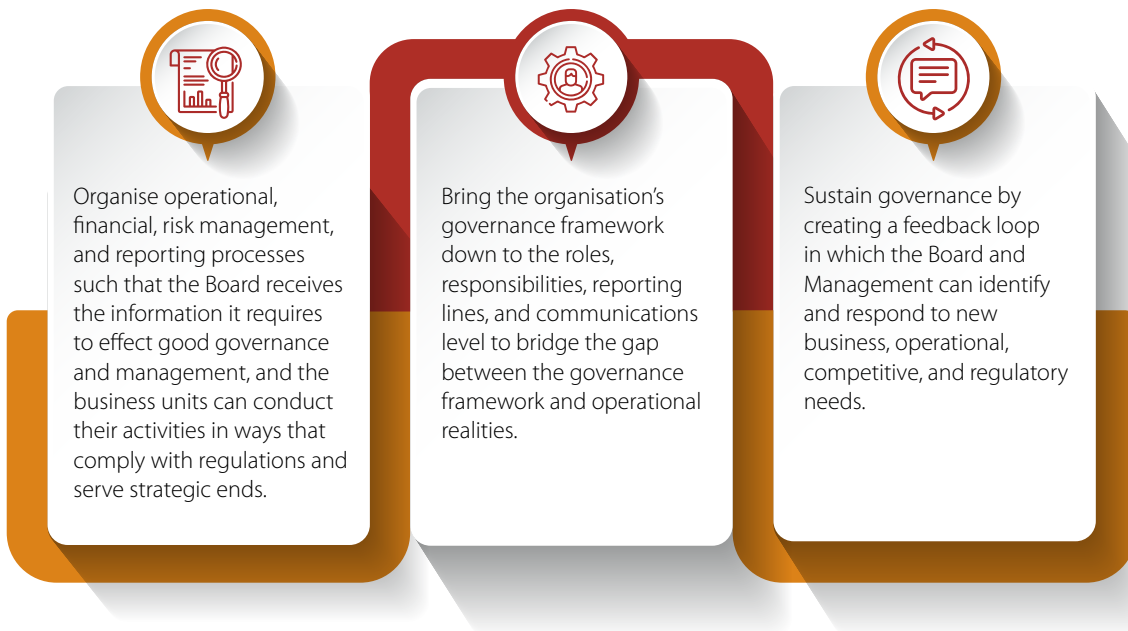 Organise operational,
financial, risk management,
and reporting processes
such that the Board receives
the information it requires
to effect good governance
and management, and the
business units can conduct
their activities in ways that
comply with regulations and
serve strategic ends.
Bring the organisation’s
governance framework
down to the roles,
responsibilities, reporting
lines, and communications
level to bridge the gap
between the governance
framework and operational
realities.
Sustain governance by
creating a feedback loop
in which the Board and
Management can identify
and respond to new
business, operational,
competitive, and regulatory
needs.